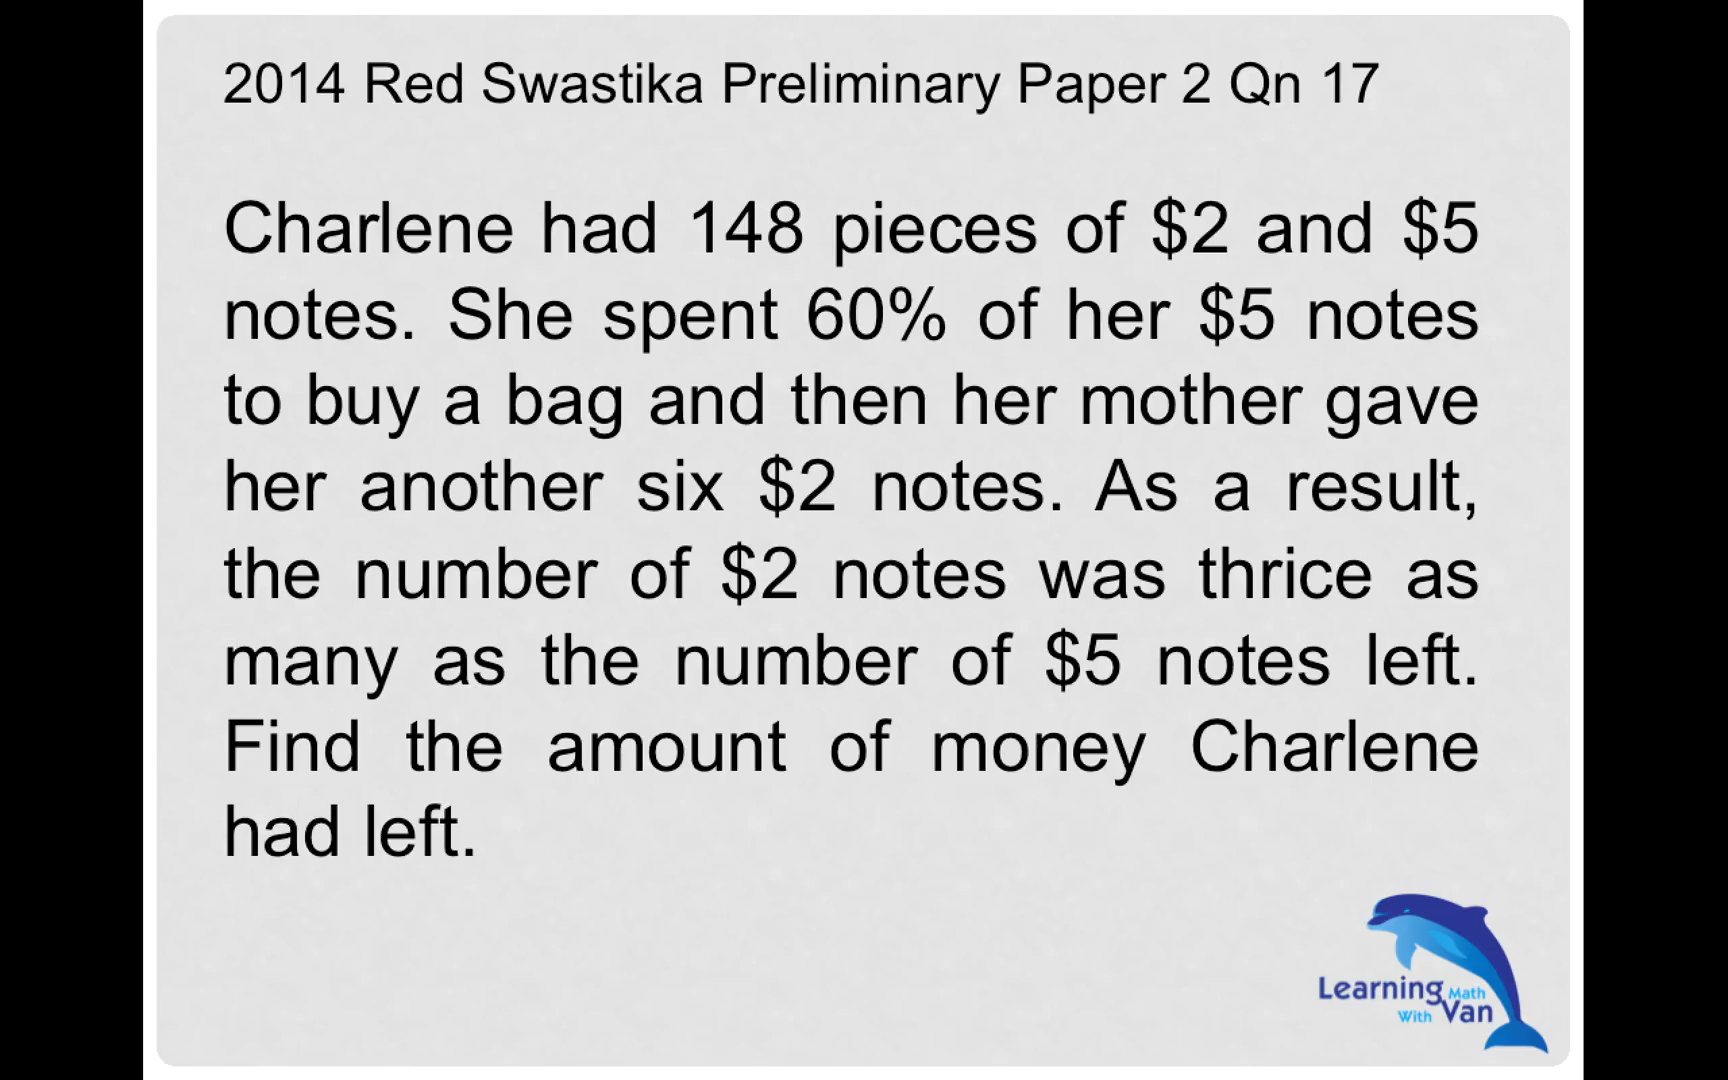 2014 Red Swastika Preliminary Paper 2 Qn 17
Charlene had 148 pieces of $2 and $5
notes. She spent 60% of her $5 notes
to buy a bag and then her mother gave
her another six $2 notes. As a result,
the number of $2 notes was thrice as
many as the number of $5 notes left.
Find the amount of money Charlene
had left.
Learning Math
With Van